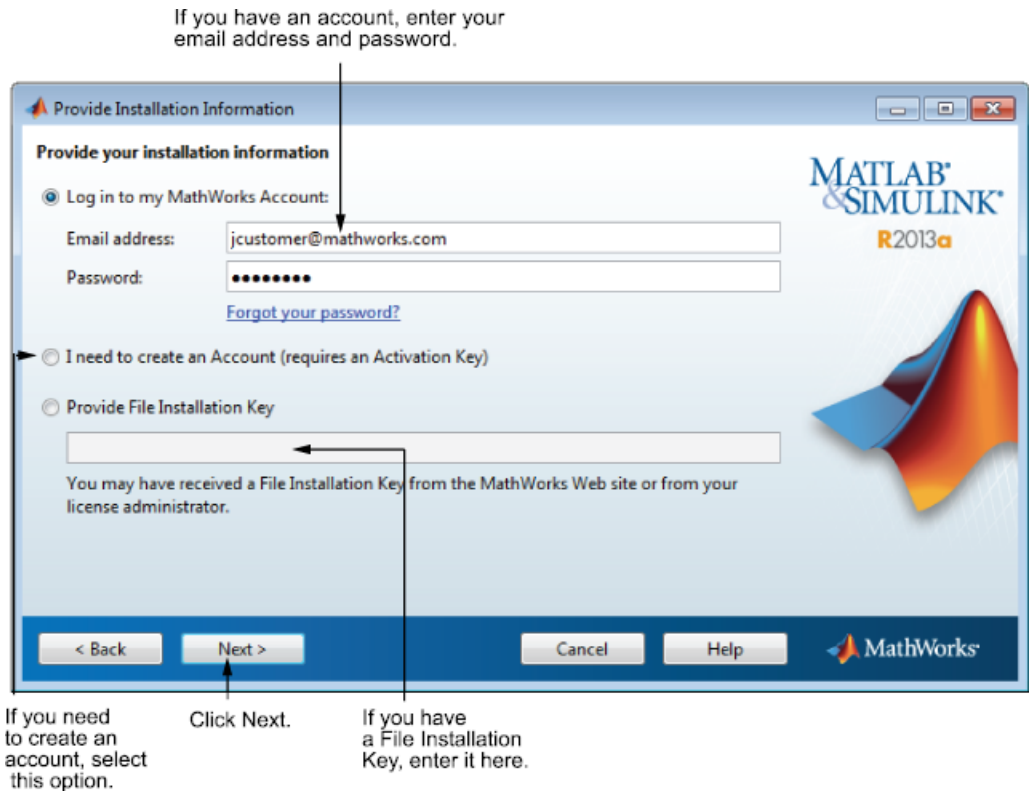 If you have an account, enter your
email address and password.
Provide Installation Information
Provide your installation information
Log in to my MathWorks Account:
Email address:
jcustomer@mathworks.com
Password:
••••••••
Forgot your password?
I need to create an Account (requires an Activation Key)
Provide File Installation Key
You may have received a File Installation Key from the MathWorks Web site or from your
license administrator.
MATLAB®
&SIMULINK®
R2013a
< Back
Next >
Cancel
Help
MathWorks®
If you need
to create an
account, select
this option.
Click Next.
If you have
a File Installation
Key, enter it here.